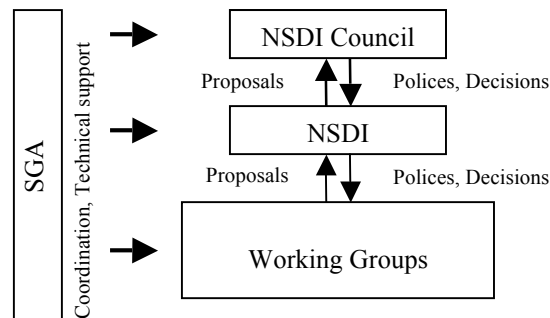 SGA
Coordination, Technical support
NSDI Council
Proposals
Polices, Decisions
NSDI
Proposals
Polices, Decisions
Working Groups